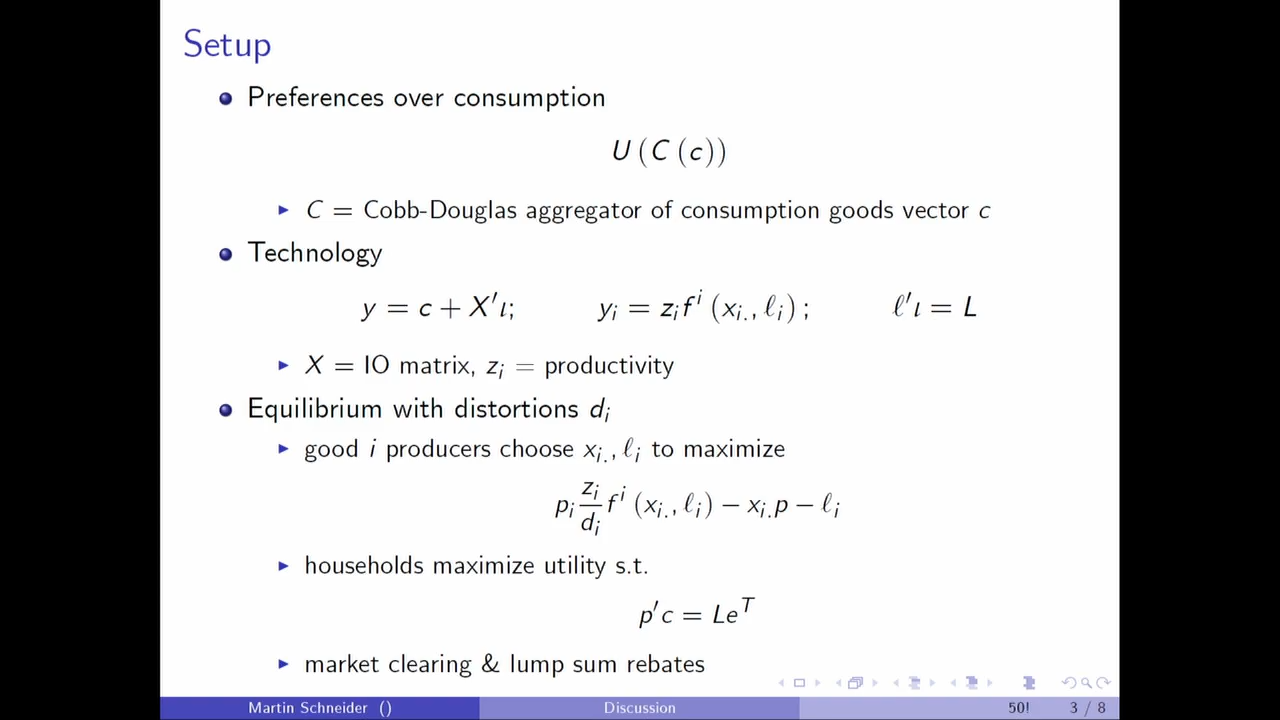 Setup
Preferences over consumption
U (C (c))
C = Cobb-Douglas aggregator of consumption goods vector c
Technology
y = c + X′ι; y_i = z_i f^i (x_i., ℓ_i) ; ℓ′ι = L
X = IO matrix, z_i = productivity
Equilibrium with distortions d_i
good i producers choose x_i., ℓ_i to maximize
p_i z_i/d_i f^i (x_i., ℓ_i) − x_i.p − ℓ_i
households maximize utility s.t.
p′c = Le^T
market clearing & lump sum rebates
Martin Schneider () Discussion 50! 3 / 8